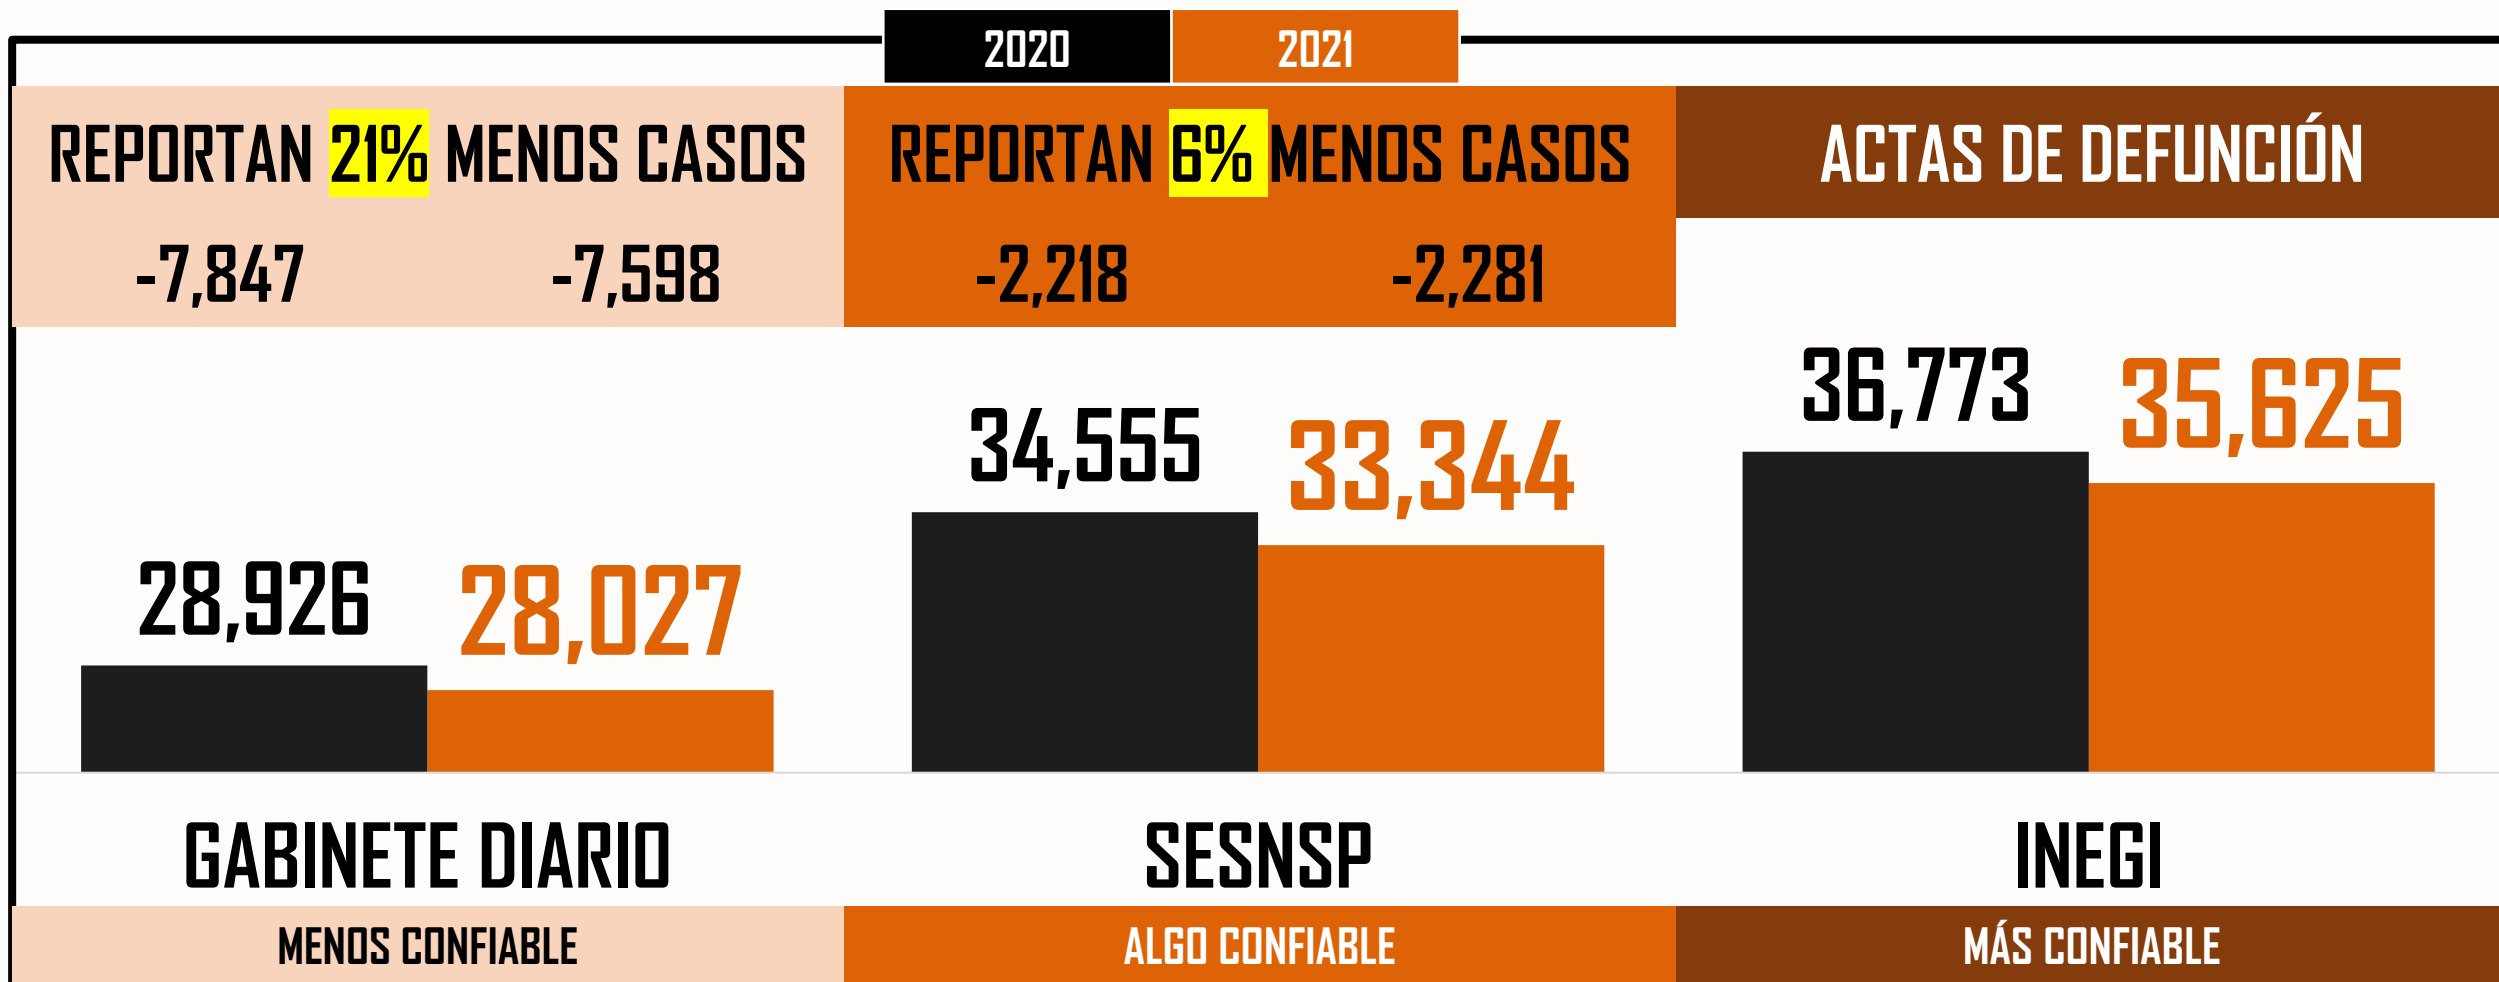 2020 2021
REPORTAN 21% MENOS CASOS
REPORTAN 6% MENOS CASOS
ACTAS DE DEFUNCIÓN
-7,847 -7,598
-2,218 -2,281
28,926 28,027
34,555 33,344
36,773 35,625
GABINETE DIARIO
SESNSP
INEGI
MENOS CONFIABLE
ALGO CONFIABLE
MÁS CONFIABLE